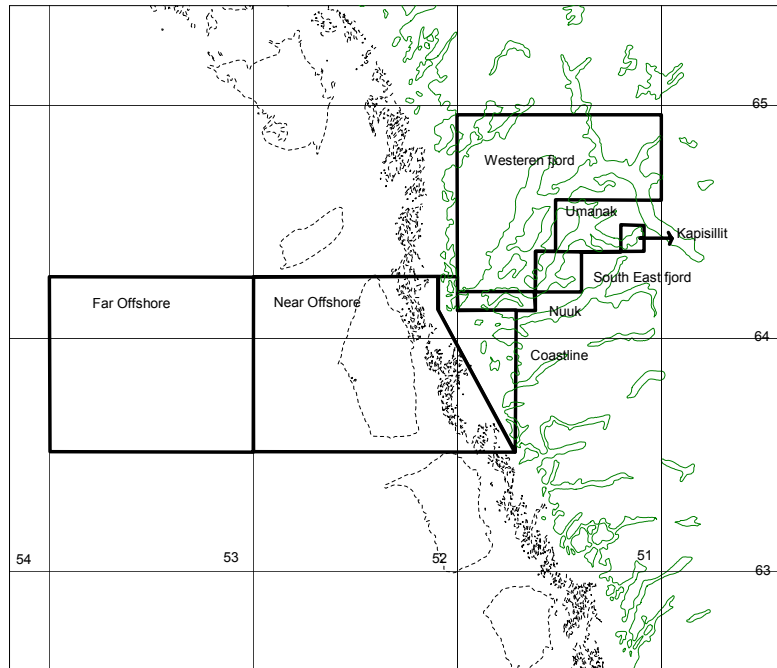 65
Westeren fjord
Umanak
Kapisillit
South East fjord
Far Offshore
Near Offshore
Nuuk
64
Coastline
54
53
52
51
63